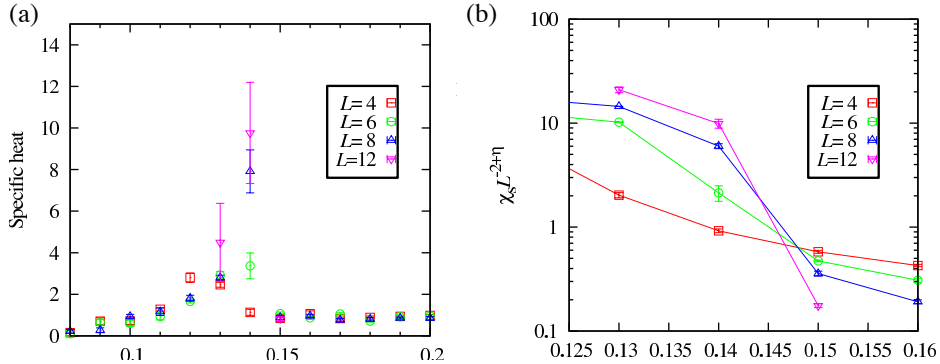 (a)
Specific heat
14
12
10
8
6
4
2
0
0.1
0.15
0.2
L= 4
L= 6
L= 8
L=12
(b)
χsL-2+η
100
10
1
0.1
0.125
0.13
0.135
0.14
0.145
0.15
0.155
0.16
L= 4
L= 6
L= 8
L=12